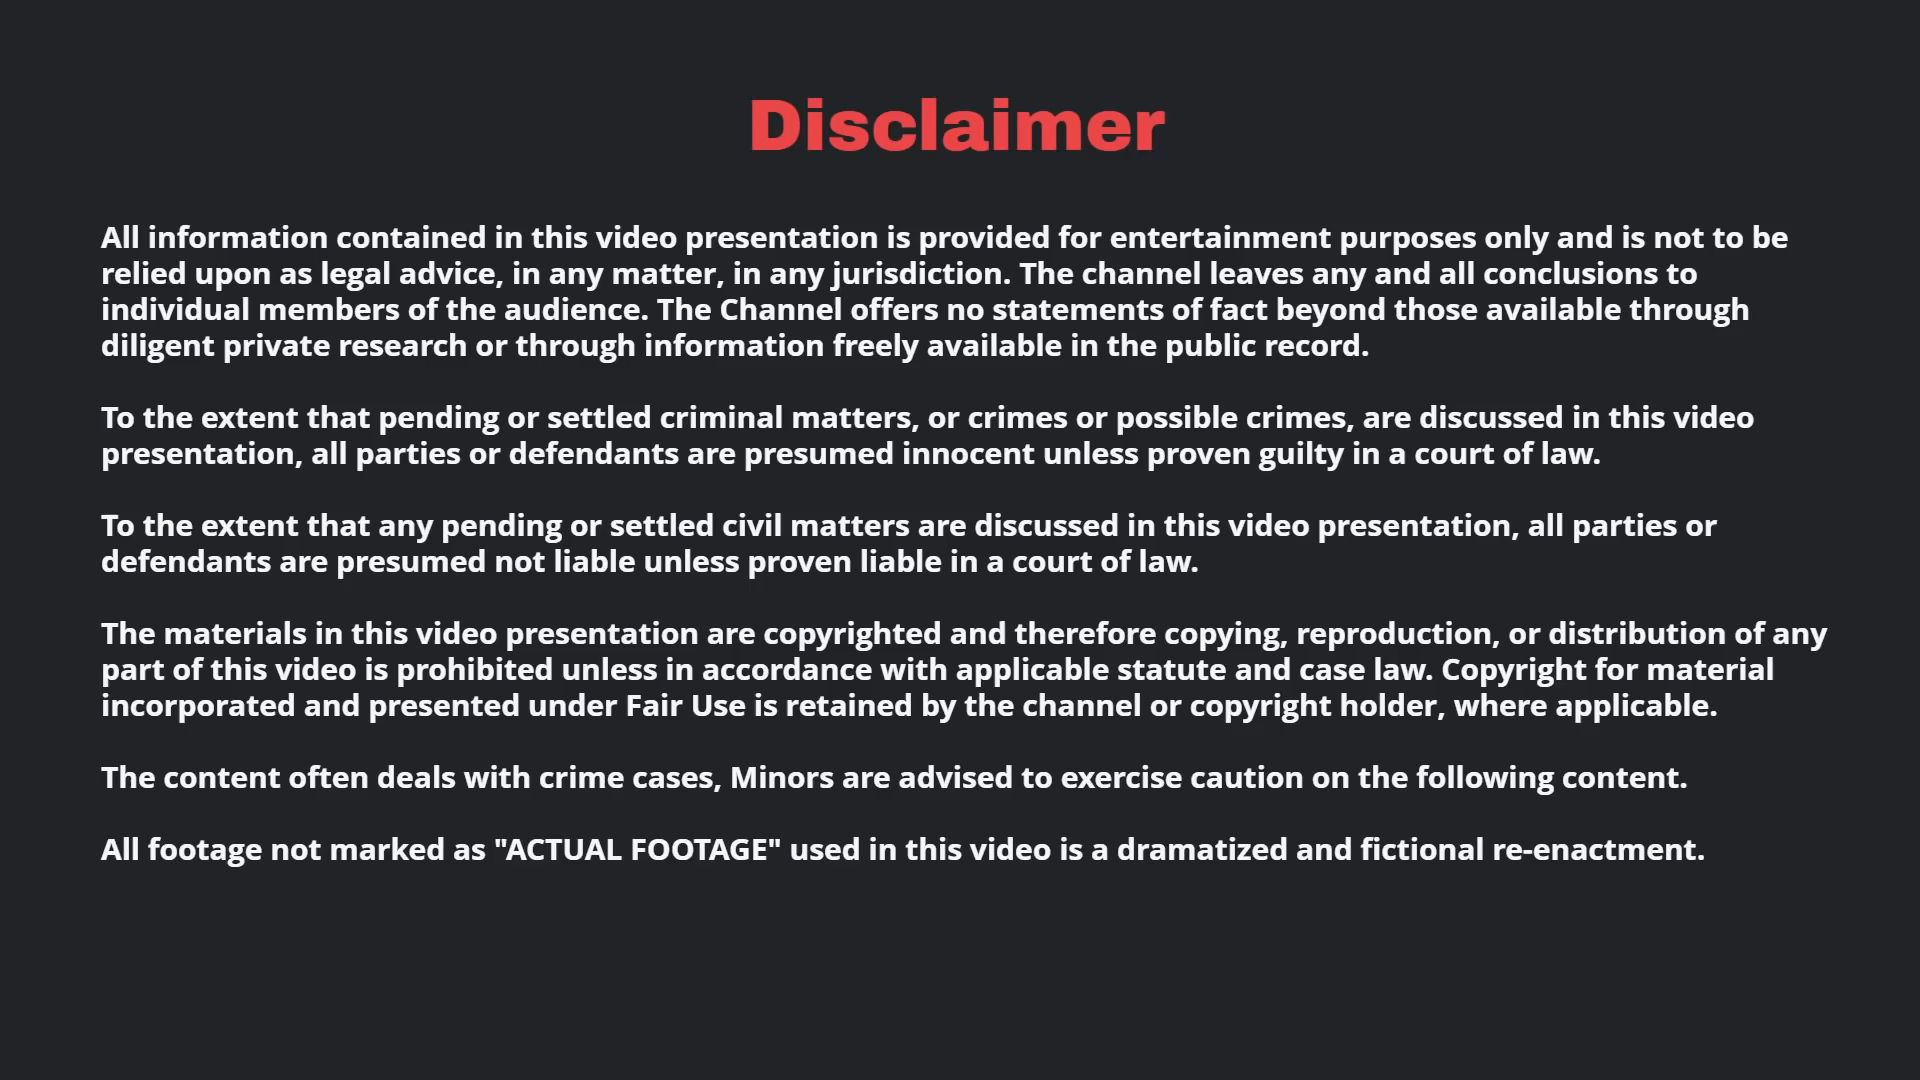 Disclaimer
All information contained in this video presentation is provided for entertainment purposes only and is not to be
relied upon as legal advice, in any matter, in any jurisdiction. The channel leaves any and all conclusions to
individual members of the audience. The Channel offers no statements of fact beyond those available through
diligent private research or through information freely available in the public record.
To the extent that pending or settled criminal matters, or crimes or possible crimes, are discussed in this video
presentation, all parties or defendants are presumed innocent unless proven guilty in a court of law.
To the extent that any pending or settled civil matters are discussed in this video presentation, all parties or
defendants are presumed not liable unless proven liable in a court of law.
The materials in this video presentation are copyrighted and therefore copying, reproduction, or distribution of any
part of this video is prohibited unless in accordance with applicable statute and case law. Copyright for material
incorporated and presented under Fair Use is retained by the channel or copyright holder, where applicable.
The content often deals with crime cases, Minors are advised to exercise caution on the following content.
All footage not marked as "ACTUAL FOOTAGE" used in this video is a dramatized and fictional re-enactment.